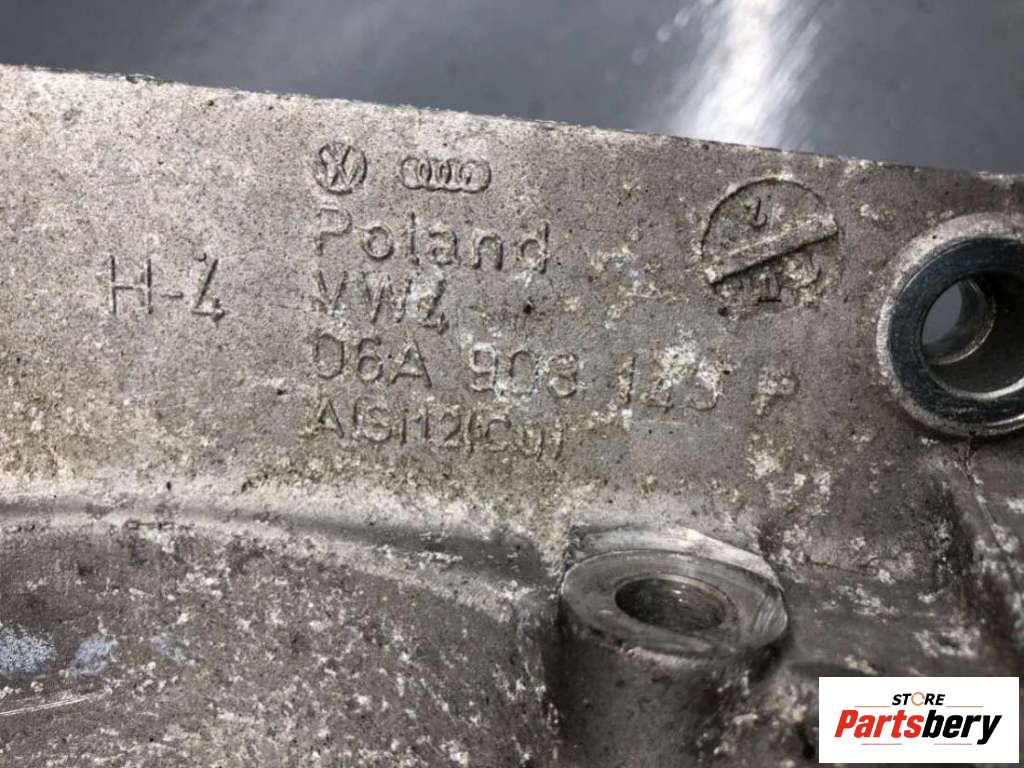 Poland
H-4
VW4
06A 903 143 P
AlSi12(Cu)
STORE
Partsbery